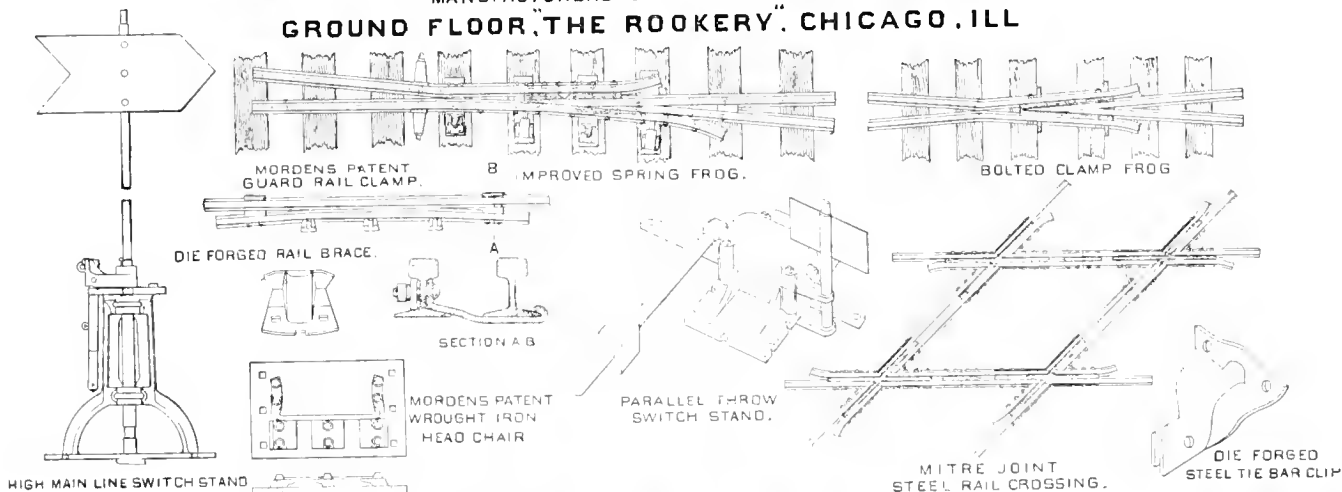 GROUND FLOOR, "THE ROOKERY", CHICAGO, ILL
MORDENS PATENT
GUARD RAIL CLAMP.
B
IMPROVED SPRING FROG.
BOLTED CLAMP FROG
DIE FORGED RAIL BRACE.
A
SECTION A B
MORDENS PATENT
WROUGHT IRON
HEAD CHAIR
PARALLEL THROW
SWITCH STAND.
HIGH MAIN LINE SWITCH STAND
MITRE JOINT
STEEL RAIL CROSSING.
DIE FORGED
STEEL TIE BAR CLIP